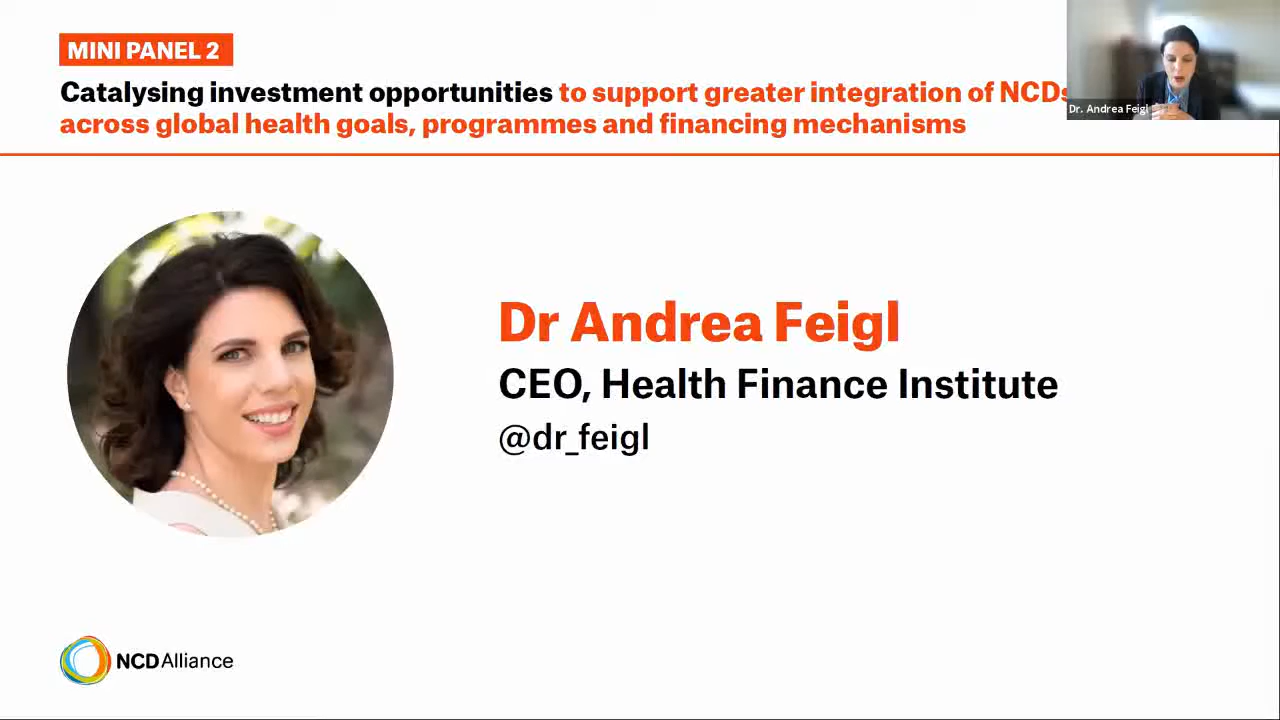 MINI PANEL 2
Catalysing investment opportunities to support greater integration of NCDs
across global health goals, programmes and financing mechanisms
Dr. Andrea Feigl
Dr Andrea Feigl
CEO, Health Finance Institute
@dr_feigl
NCDAlliance